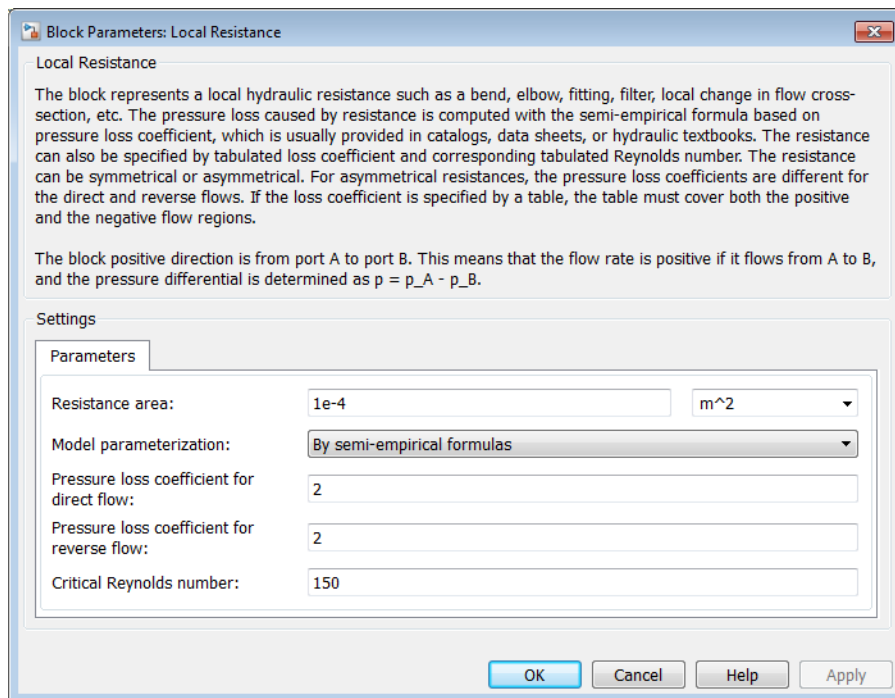 Block Parameters: Local Resistance
Local Resistance
The block represents a local hydraulic resistance such as a bend, elbow, fitting, filter, local change in flow cross-
section, etc. The pressure loss caused by resistance is computed with the semi-empirical formula based on
pressure loss coefficient, which is usually provided in catalogs, data sheets, or hydraulic textbooks. The resistance
can also be specified by tabulated loss coefficient and corresponding tabulated Reynolds number. The resistance
can be symmetrical or asymmetrical. For asymmetrical resistances, the pressure loss coefficients are different for
the direct and reverse flows. If the loss coefficient is specified by a table, the table must cover both the positive
and the negative flow regions.
The block positive direction is from port A to port B. This means that the flow rate is positive if it flows from A to B,
and the pressure differential is determined as p = p_A - p_B.
Settings
Parameters
Resistance area: 1e-4 m^2
Model parameterization: By semi-empirical formulas
Pressure loss coefficient for
direct flow: 2
Pressure loss coefficient for
reverse flow: 2
Critical Reynolds number: 150
OK Cancel Help Apply